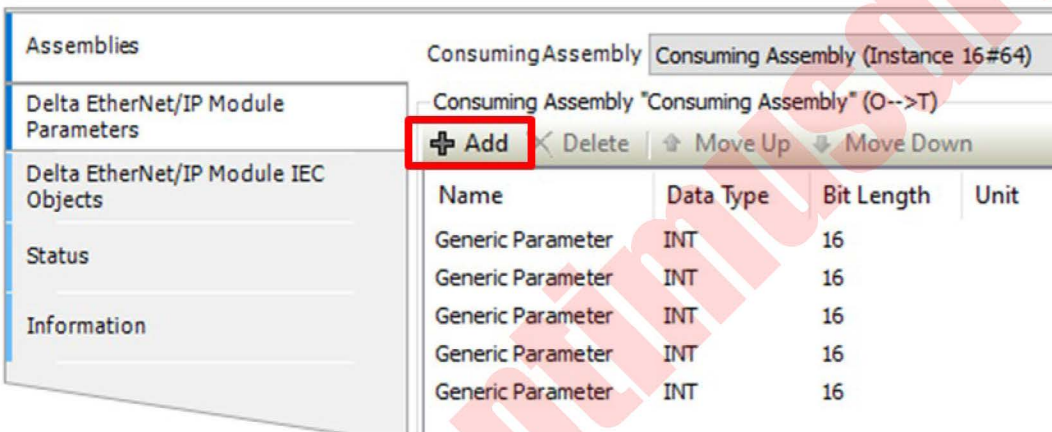 Assemblies
Delta EtherNet/IP Module
Parameters
Delta EtherNet/IP Module IEC
Objects
Status
Information
Consuming Assembly Consuming Assembly (Instance 16#64)
Consuming Assembly "Consuming Assembly" (O-->T)
Add Delete Move Up Move Down
Name Data Type Bit Length Unit
Generic Parameter INT 16
Generic Parameter INT 16
Generic Parameter INT 16
Generic Parameter INT 16
Generic Parameter INT 16